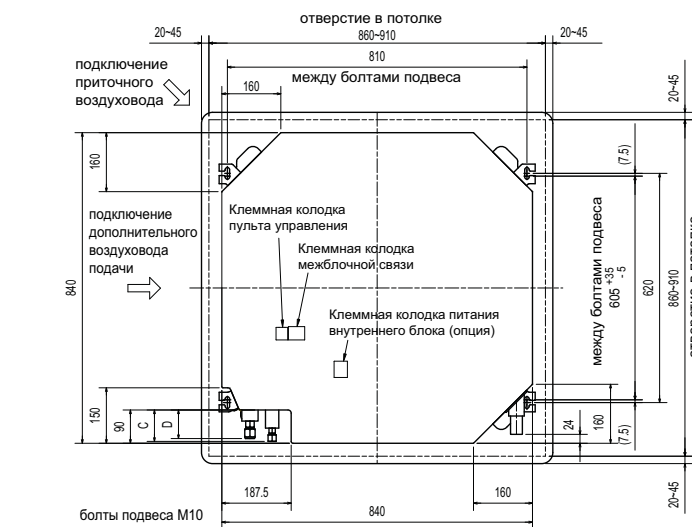 отверстие в потолке
20~45
860~910
20~45
810
между болтами подвеса
подключение
приточного
воздуховода
160
20~45
160
(7.5)
подключение
дополнительного
воздуховода
подачи
Клеммная колодка
пульта управления
Клеммная колодка
межблочной связи
Клеммная колодка питания
внутреннего блока (опция)
840
между болтами подвеса
605 +35 - 5
620
860~910
отверстие в потолке
150
90
C
D
24
160
(7.5)
187.5
160
20~45
болты подвеса M10
840